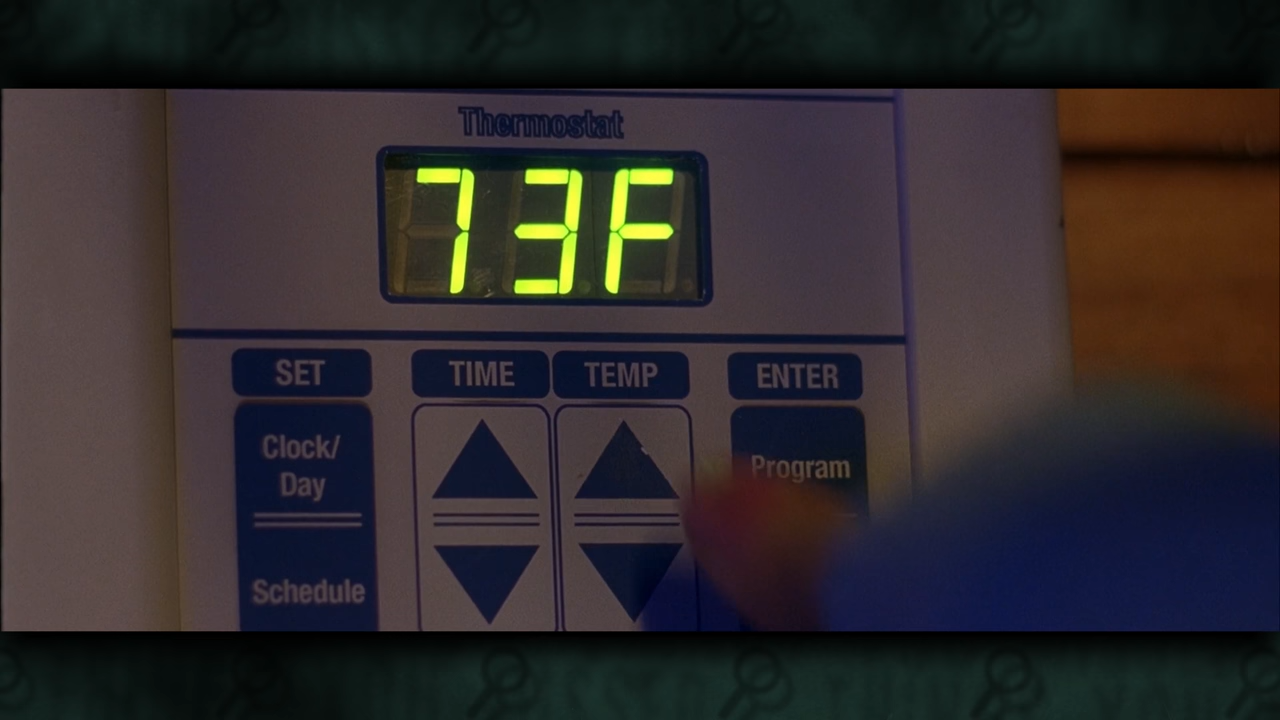 Thermostat
73F
SET
TIME
TEMP
ENTER
Clock/
Day
Program
Schedule